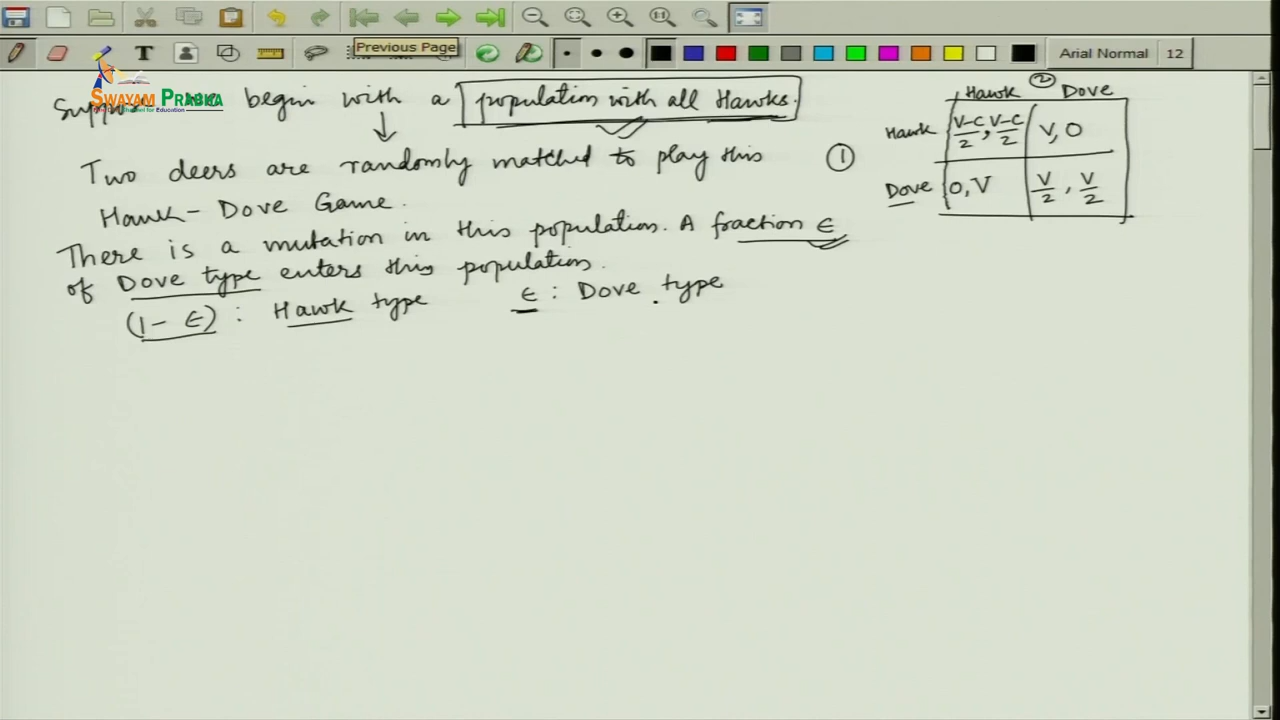 T
Arial Normal 12
Previous Page
SWAYAM PRABHA
begin with a population with all Hawks.
Two deers are randomly matched to play this
Hawk - Dove Game.
There is a mutation in this population. A fraction ε
of Dove type enters this population.
(1 - ε) : Hawk type ε : Dove type
②
Hawk Dove
Hawk V-C/2, V-C/2 V, 0
①
Dove 0, V V/2, V/2